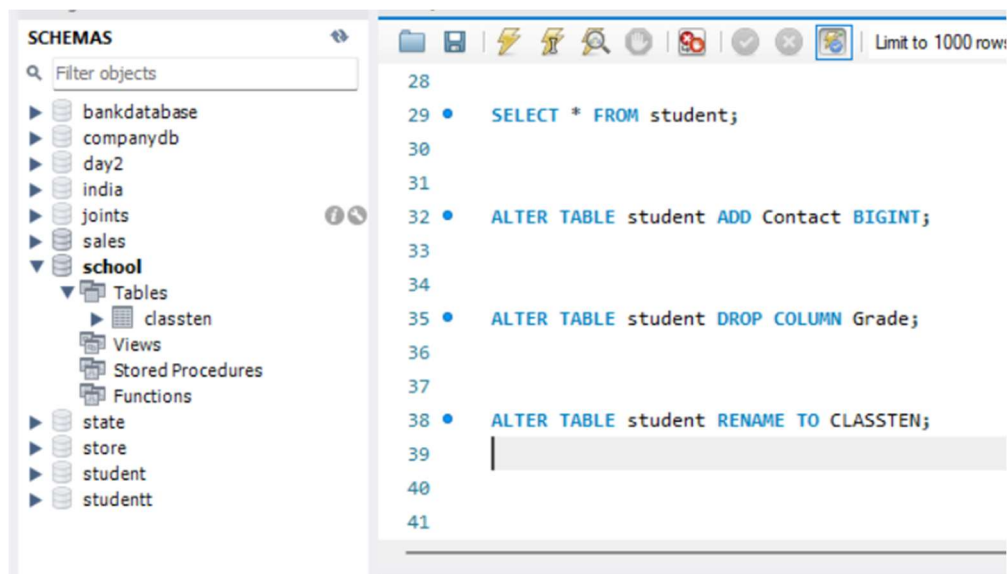 SCHEMAS
Filter objects
bankdatabase
companydb
day2
india
joints
sales
school
Tables
classten
Views
Stored Procedures
Functions
state
store
student
studentt
Limit to 1000 rows
28
29 SELECT * FROM student;
30
31
32 ALTER TABLE student ADD Contact BIGINT;
33
34
35 ALTER TABLE student DROP COLUMN Grade;
36
37
38 ALTER TABLE student RENAME TO CLASSTEN;
39
40
41